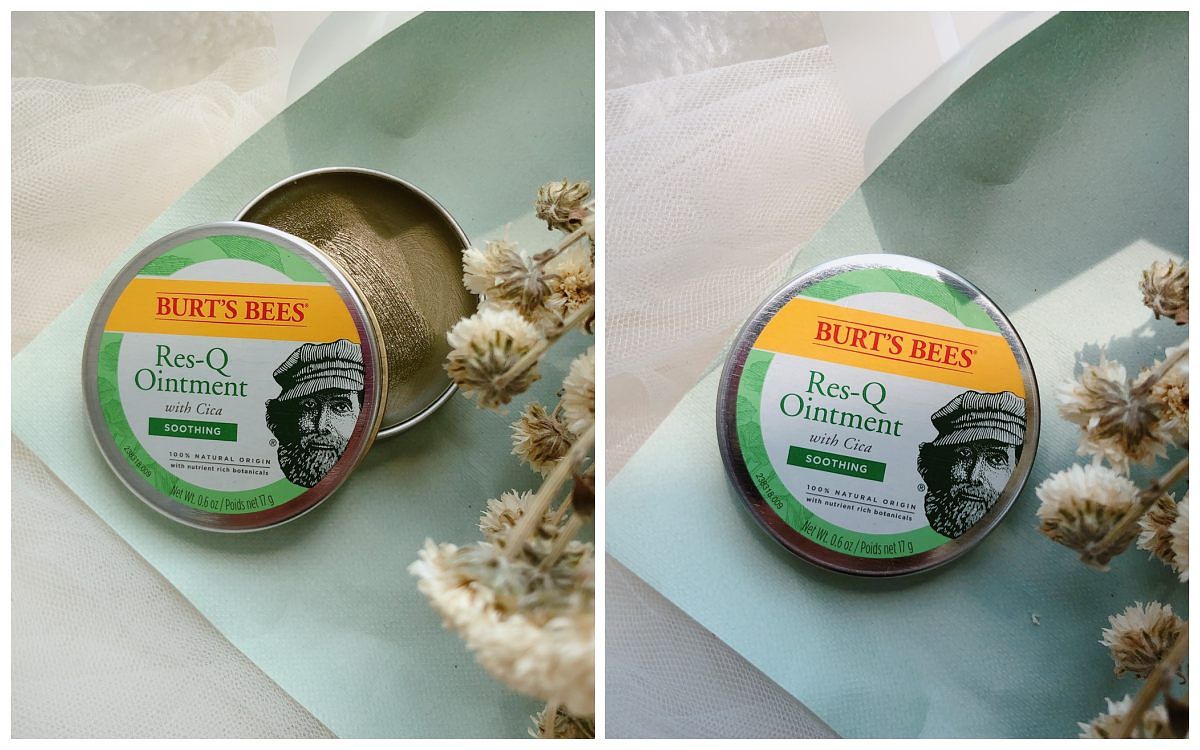 BURT'S BEES®
Res-Q
Ointment
with Cica
SOOTHING
®
100% NATURAL ORIGIN
with nutrient rich botanicals
Net Wt. 0.6 oz / Poids net 17 g
BURT'S BEES®
Res-Q
Ointment
with Cica
SOOTHING
®
100% NATURAL ORIGIN
with nutrient rich botanicals
Net Wt. 0.6 oz / Poids net 17 g